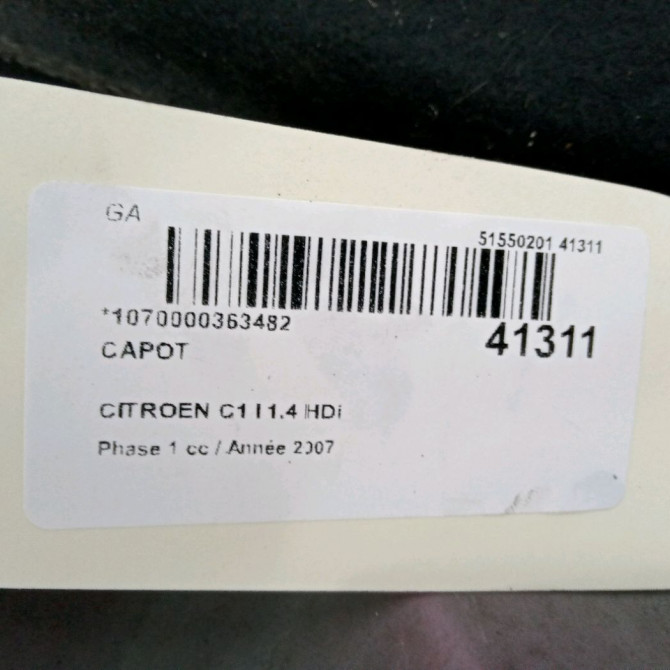 GA
51550201 41311
*1070000363482
41311
CAPOT
CITROEN C1 I 1.4 HDi
Phase 1 cc / Année 2007